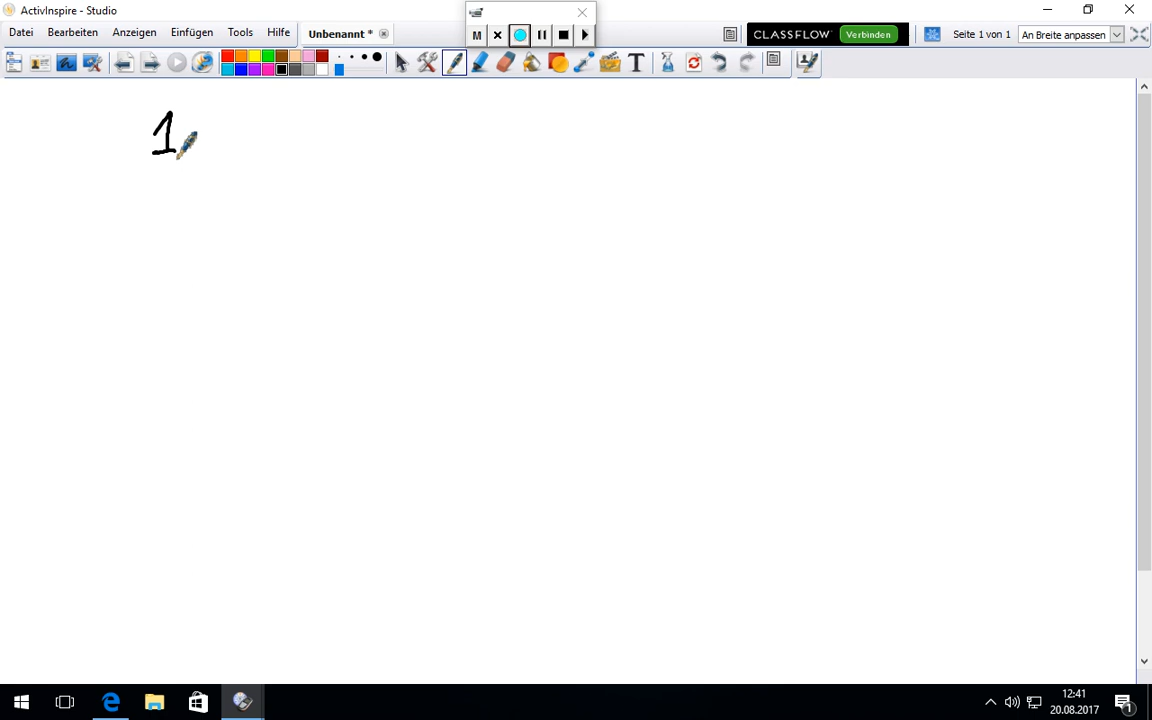 ActivInspire - Studio
Datei Bearbeiten Anzeigen Einfügen Tools Hilfe Unbenannt *
M
CLASSFLOW Verbinden
Seite 1 von 1 An Breite anpassen
T
1
12:41
20.08.2017
1